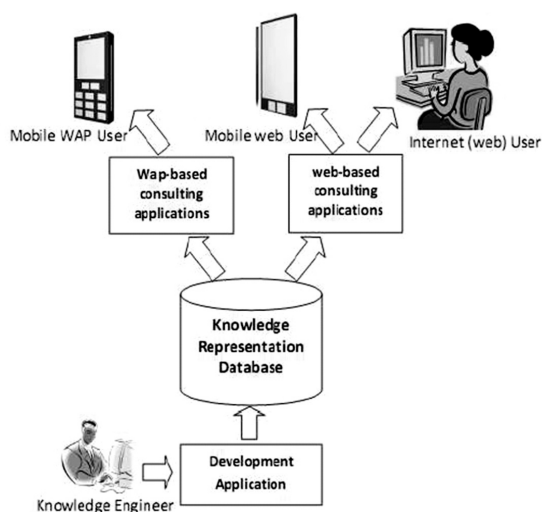 Mobile WAP User
Mobile web User
Internet (web) User
Wap-based
consulting
applications
web-based
consulting
applications
Knowledge
Representation
Database
Development
Application
Knowledge Engineer